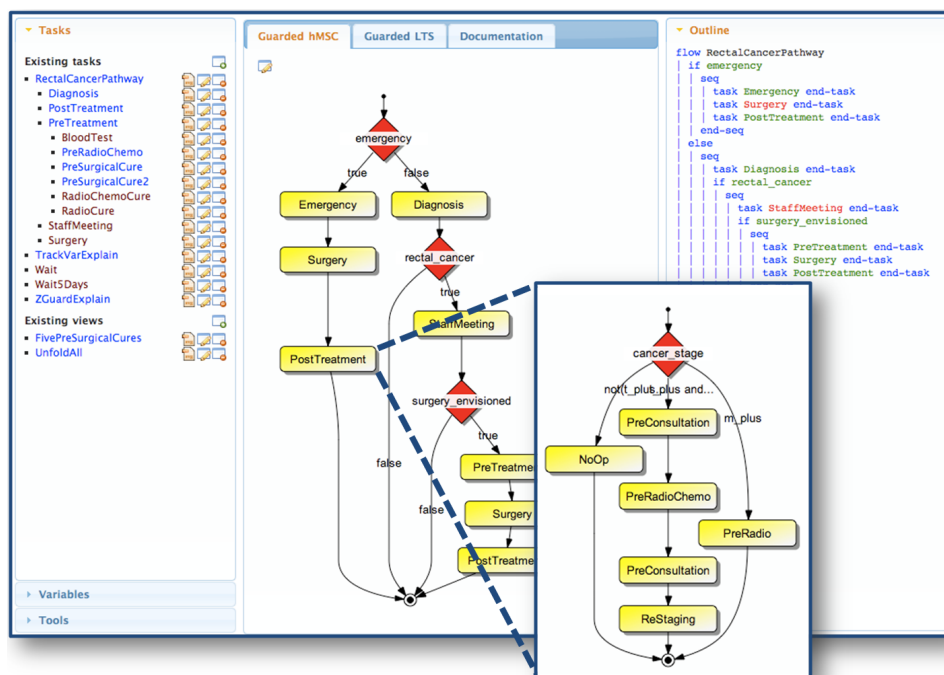 Tasks
Existing tasks
RectalCancerPathway
Diagnosis
PostTreatment
PreTreatment
BloodTest
PreRadioChemo
PreSurgicalCure
PreSurgicalCure2
RadioChemoCure
RadioCure
StaffMeeting
Surgery
TrackVarExplain
Wait
Wait5Days
ZGuardExplain
Existing views
FivePreSurgicalCures
UnfoldAll
Variables
Tools
Guarded hMSC
Guarded LTS
Documentation
emergency
true
false
Emergency
Diagnosis
Surgery
rectal_cancer
true
StaffMeeting
PostTreatment
surgery_envisioned
true
false
PreTreatme
false
Surgery
PostTreatme
Outline
flow RectalCancerPathway
if emergency
seq
task Emergency end-task
task Surgery end-task
task PostTreatment end-task
end-seq
else
seq
task Diagnosis end-task
if rectal_cancer
seq
task StaffMeeting end-task
if surgery_envisioned
seq
task PreTreatment end-task
task Surgery end-task
task PostTreatment end-task
cancer_stage
plus and...
m_plus
PreConsultation
NoOp
PreRadioChemo
PreRadio
PreConsultation
ReStaging